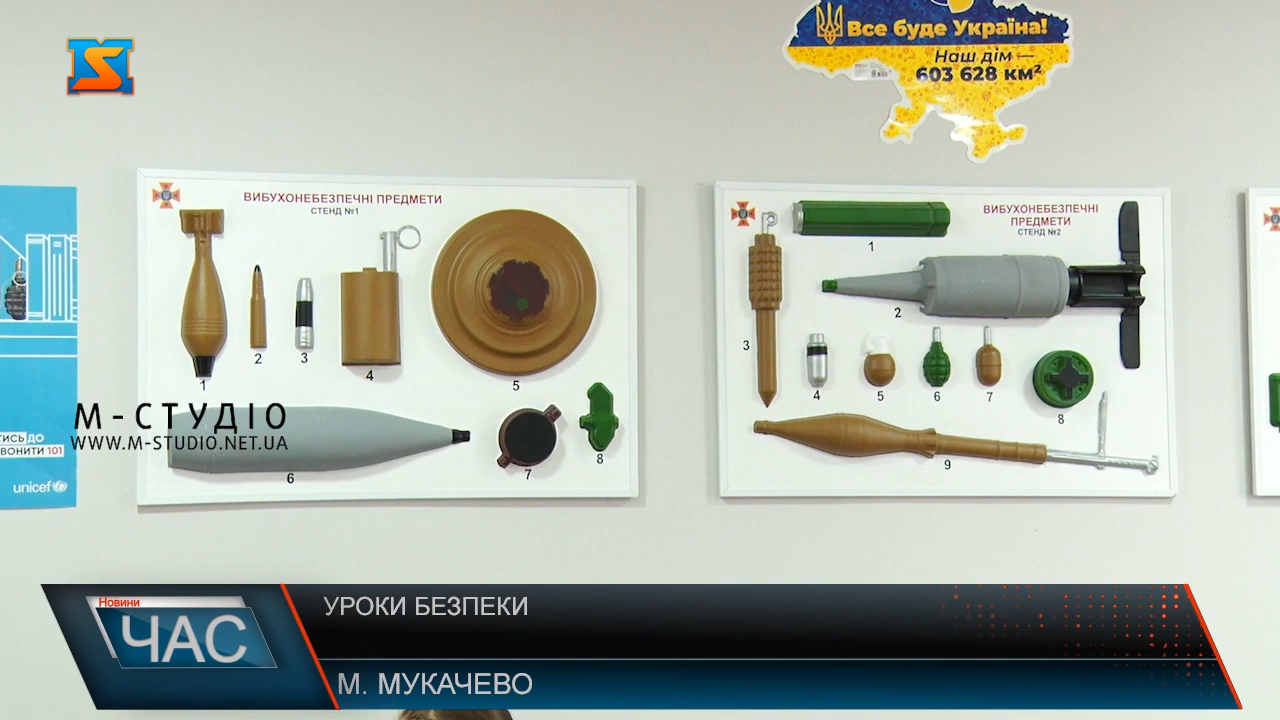 Все буде Україна!
Наш дім —
603 628 км²
ВИБУХОНЕБЕЗПЕЧНІ ПРЕДМЕТИ
СТЕНД №1
1
2
3
4
5
6
7
8
ВИБУХОНЕБЕЗПЕЧНІ
ПРЕДМЕТИ
СТЕНД №2
1
2
3
4
5
6
7
8
9
М-СТУДІО
WWW.M-STUDIO.NET.UA
ДО
101
unicef
Новини
ЧАС
УРОКИ БЕЗПЕКИ
М. МУКАЧЕВО